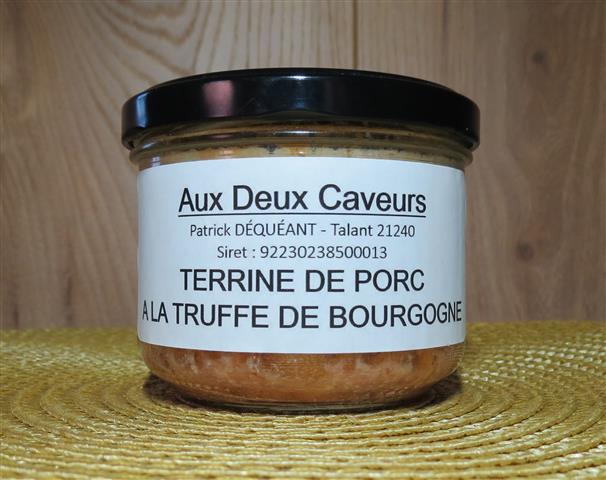 Aux Deux Caveurs
Patrick DÉQUÉANT - Talant 21240
Siret : 92230238500013
TERRINE DE PORC
A LA TRUFFE DE BOURGOGNE